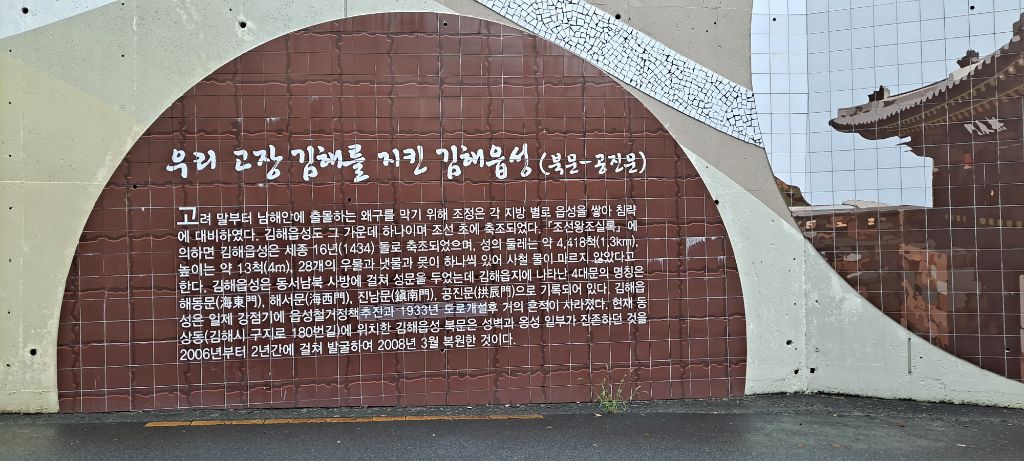 우리 고장 김해를 지킨 김해읍성 (북문-공진문)
고려 말부터 남해안에 출몰하는 왜구를 막기 위해 조정은 각 지방 별로 읍성을 쌓아 침략
에 대비하였다. 김해읍성도 그 가운데 하나이며 조선 초에 축조되었다. 『조선왕조실록』에
의하면 김해읍성은 세종 16년(1434) 돌로 축조되었으며, 성의 둘레는 약 4,418척(1.3km),
높이는 약 13척(4m), 28개의 우물과 냇물과 못이 하나씩 있어 사철 물이 마르지 않았다고
한다. 김해읍성은 동서남북 사방에 걸쳐 성문을 두었는데 김해읍지에 나타난 4대문의 명칭은
해동문(海東門), 해서문(海西門), 진남문(鎭南門), 공진문(拱辰門)으로 기록되어 있다. 김해읍
성은 일제 강점기에 읍성철거정책추진과 1933년 도로개설후 거의 흔적이 사라졌다. 현재 동
상동(김해시 구지로 180번길)에 위치한 김해읍성 북문은 성벽과 옹성 일부가 잔존하던 것을
2006년부터 2년간에 걸쳐 발굴하여 2008년 3월 복원한 것이다.